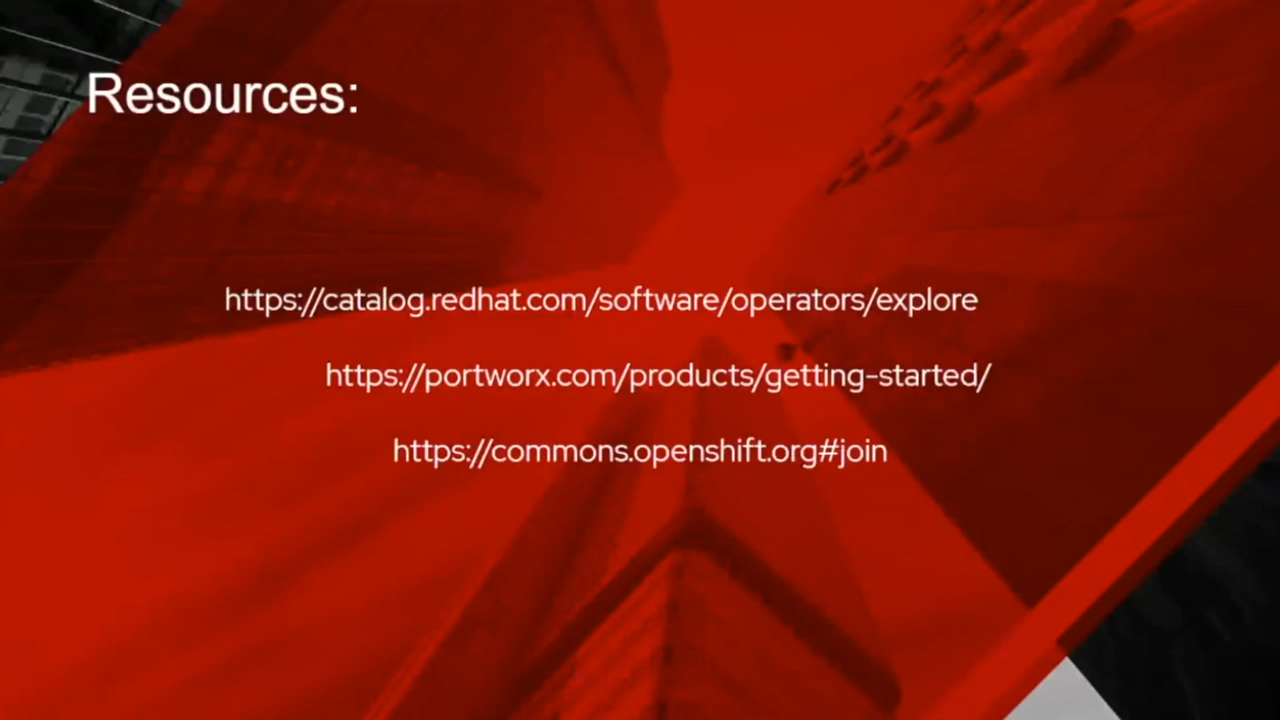 Resources:
https://catalog.redhat.com/software/operators/explore
https://portworx.com/products/getting-started/
https://commons.openshift.org#join